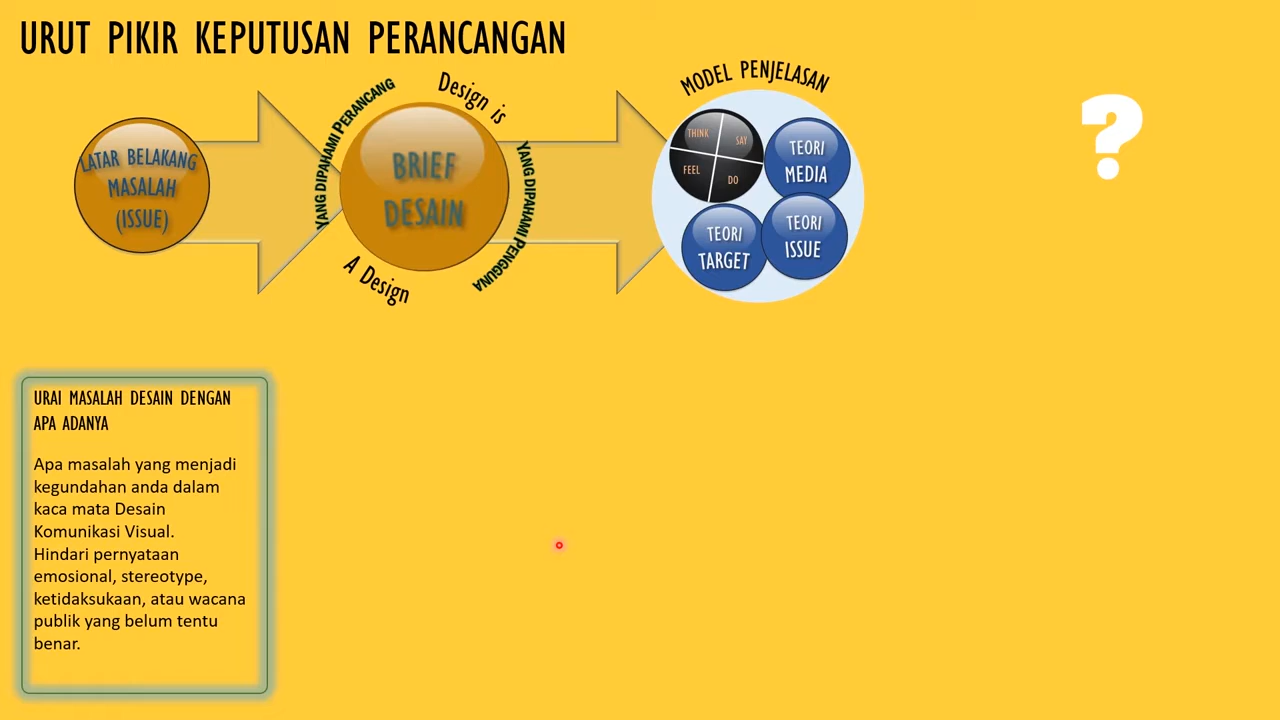 URUT PIKIR KEPUTUSAN PERANCANGAN
LATAR BELAKANG
MASALAH
(ISSUE)
YANG DIPAHAMI PERANCANG
Design is
BRIEF
DESAIN
A Design
YANG DIPAHAMI PENGGUNA
MODEL PENJELASAN
THINK
SAY
FEEL
DO
TEORI
MEDIA
TEORI
TARGET
TEORI
ISSUE
?
URAI MASALAH DESAIN DENGAN
APA ADANYA
Apa masalah yang menjadi
kegundahan anda dalam
kaca mata Desain
Komunikasi Visual.
Hindari pernyataan
emosional, stereotype,
ketidaksukaan, atau wacana
publik yang belum tentu
benar.